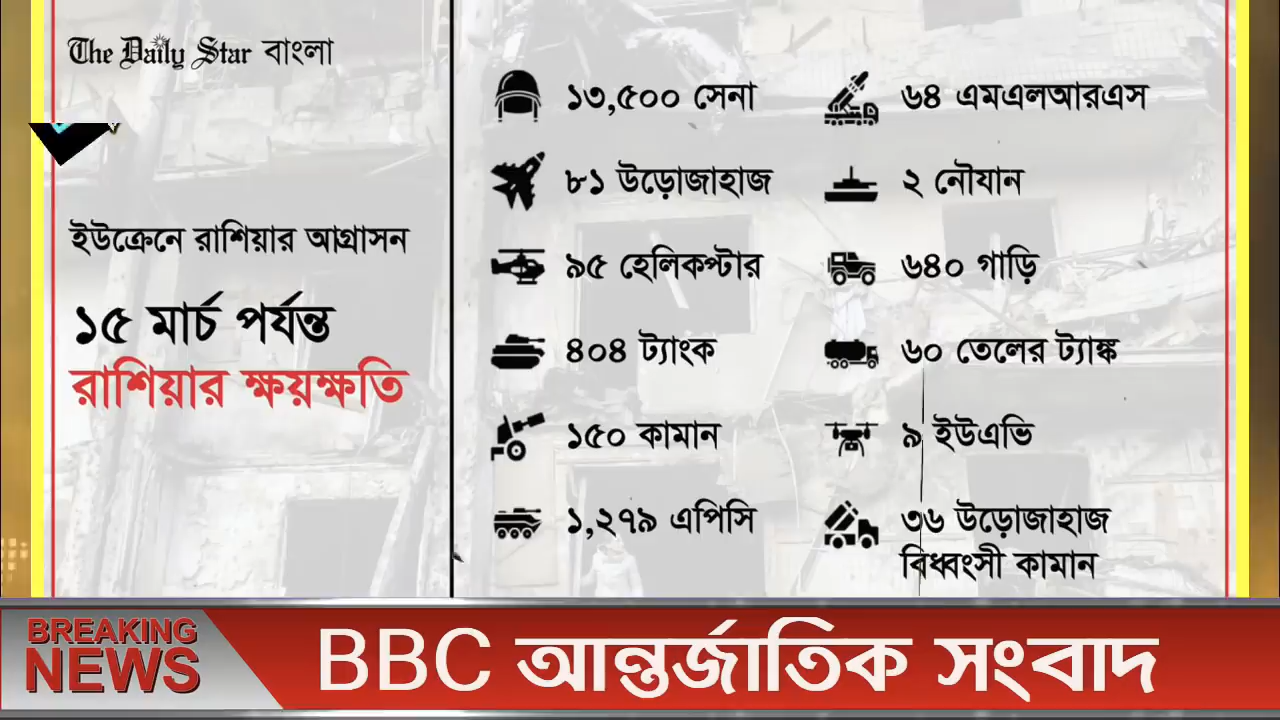 The Daily Star বাংলা
ইউক্রেনে রাশিয়ার আগ্রাসন
১৫ মার্চ পর্যন্ত
রাশিয়ার ক্ষয়ক্ষতি
১৩,৫০০ সেনা
৮১ উড়োজাহাজ
৯৫ হেলিকপ্টার
৪০৪ ট্যাংক
১৫০ কামান
১,২৭৯ এপিসি
৬৪ এমএলআরএস
২ নৌযান
৬৪০ গাড়ি
৬০ তেলের ট্যাঙ্ক
৯ ইউএভি
৩৬ উড়োজাহাজ
বিধ্বংসী কামান
BREAKING
NEWS
BBC আন্তর্জাতিক সংবাদ